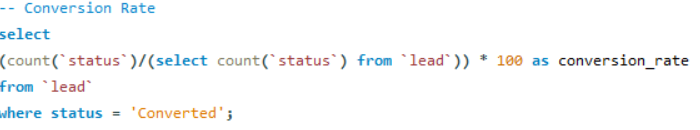 -- Conversion Rate
select
(count(`status`)/(select count(`status`) from `lead`)) * 100 as conversion_rate
from `lead`
where status = 'Converted';